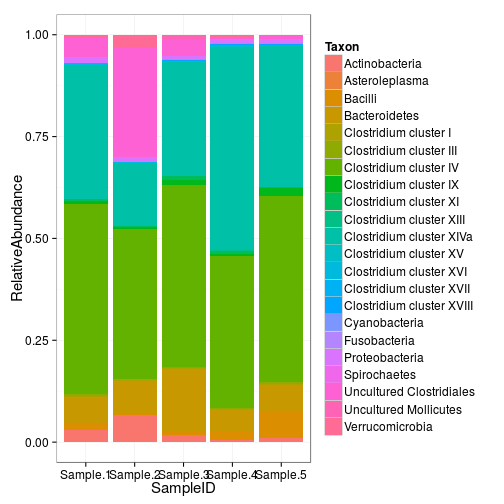 1.00
0.75
0.50
0.25
0.00
RelativeAbundance
Sample.1 Sample.2 Sample.3 Sample.4 Sample.5
SampleID
Taxon
Actinobacteria
Asteroleplasma
Bacilli
Bacteroidetes
Clostridium cluster I
Clostridium cluster III
Clostridium cluster IV
Clostridium cluster IX
Clostridium cluster XI
Clostridium cluster XIII
Clostridium cluster XIVa
Clostridium cluster XV
Clostridium cluster XVI
Clostridium cluster XVII
Clostridium cluster XVIII
Cyanobacteria
Fusobacteria
Proteobacteria
Spirochaetes
Uncultured Clostridiales
Uncultured Mollicutes
Verrucomicrobia